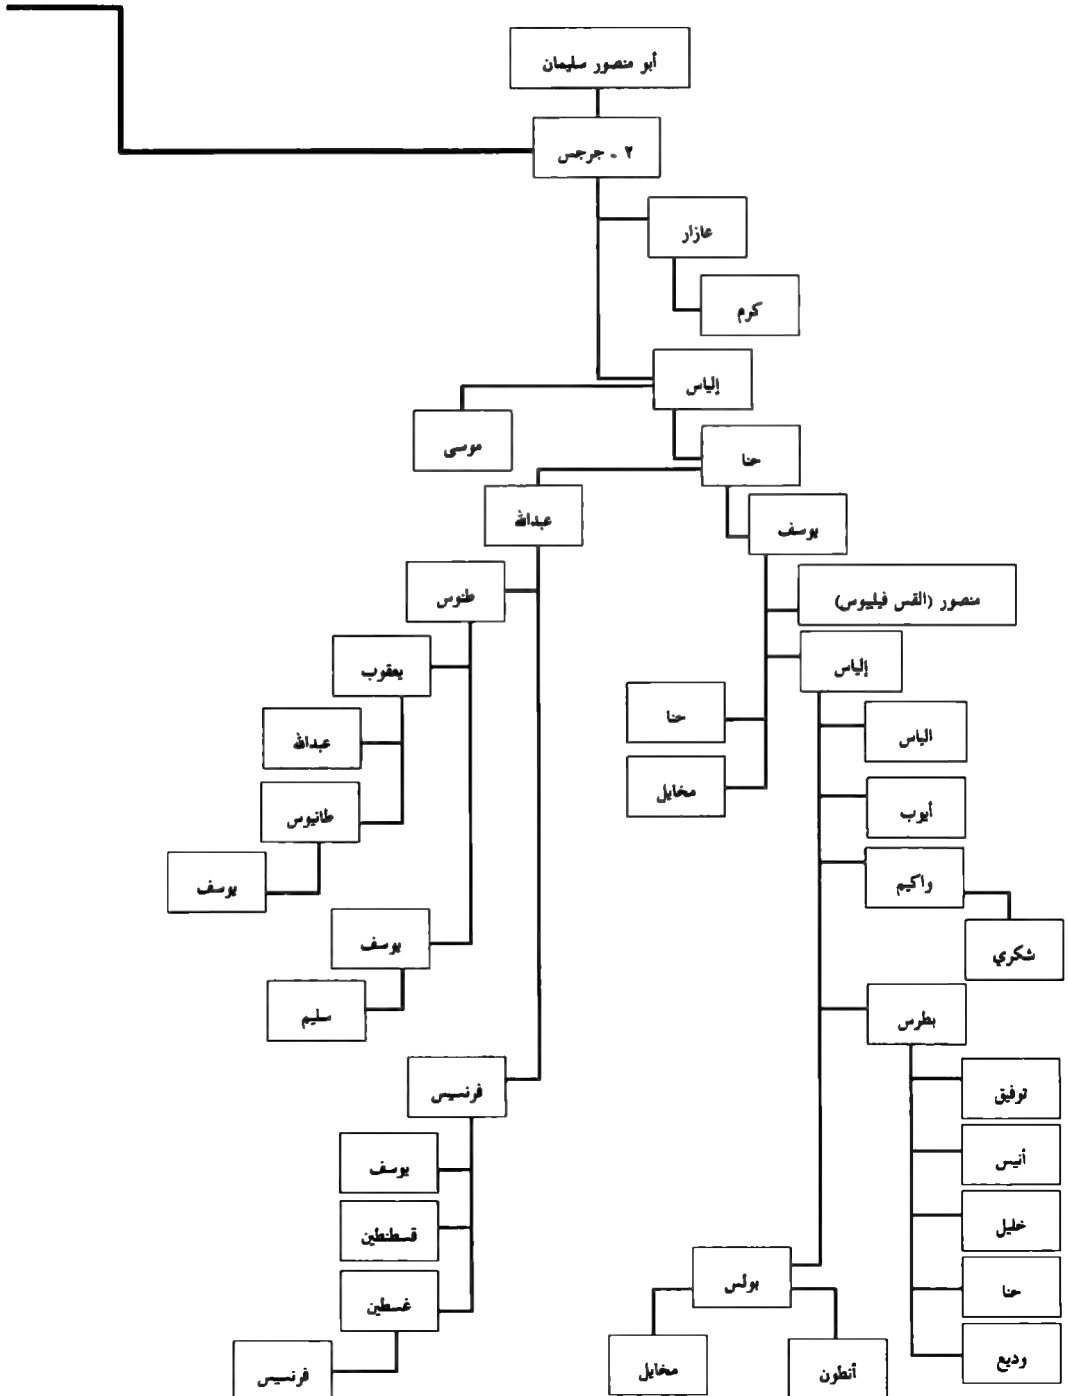 أبو منصور سليمان
٢ - جرجس
عازار
كرم
إلياس
موسى
حنا
عبدالله
يوسف
طنوس
منصور (القس فيليبوس)
إلياس
يعقوب
حنا
الياس
عبدالله
مخايل
أيوب
طانيوس
واكيم
يوسف
شكري
يوسف
سليم
بطرس
فرنسيس
توفيق
يوسف
أنيس
قسطنطين
خليل
غسطين
بولس
حنا
فرنسيس
مخايل
أنطون
وديع